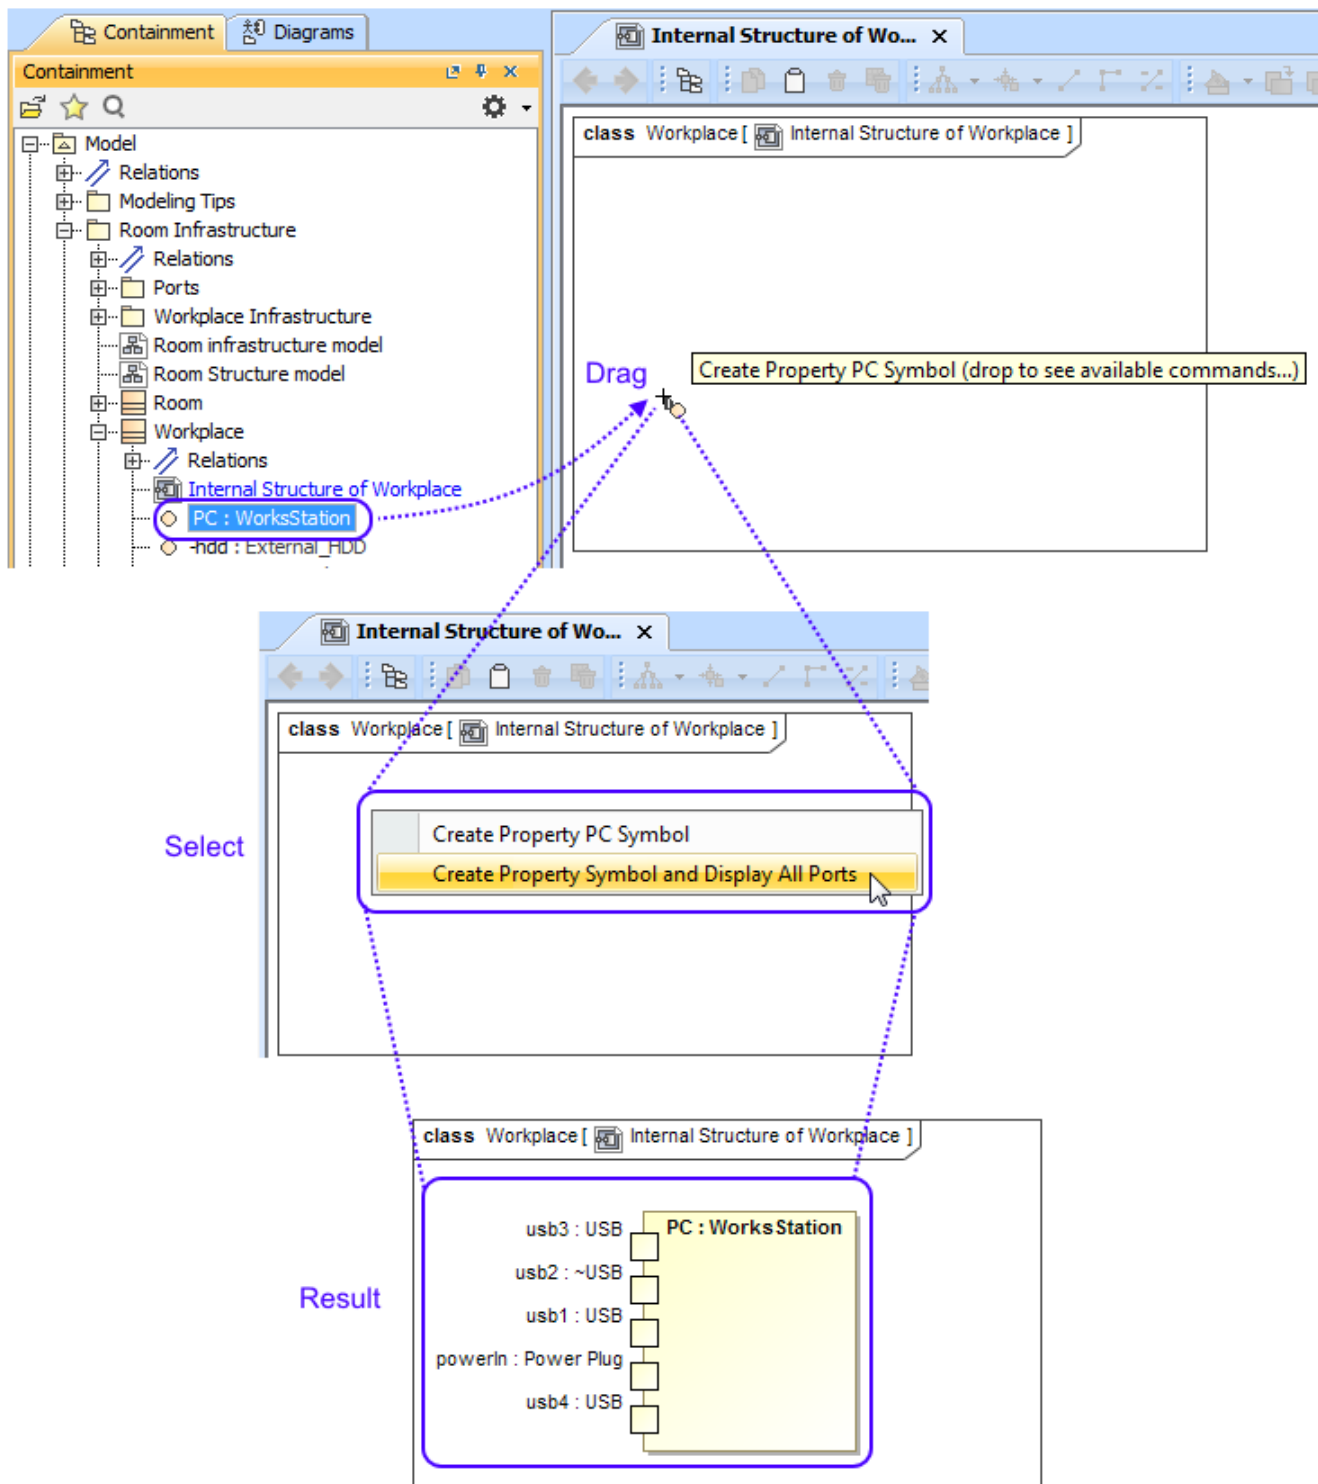 Containment
Diagrams
Containment
Model
Relations
Modeling Tips
Room Infrastructure
Relations
Ports
Workplace Infrastructure
Room infrastructure model
Room Structure model
Room
Workplace
Relations
Internal Structure of Workplace
PC : WorksStation
-hdd : External_HDD
Internal Structure of Wo...
class Workplace [ Internal Structure of Workplace ]
Drag
Create Property PC Symbol (drop to see available commands...)
Internal Structure of Wo...
class Workplace [ Internal Structure of Workplace ]
Select
Create Property PC Symbol
Create Property Symbol and Display All Ports
class Workplace [ Internal Structure of Workplace ]
Result
PC : WorksStation
usb3 : USB
usb2 : ~USB
usb1 : USB
powerIn : Power Plug
usb4 : USB